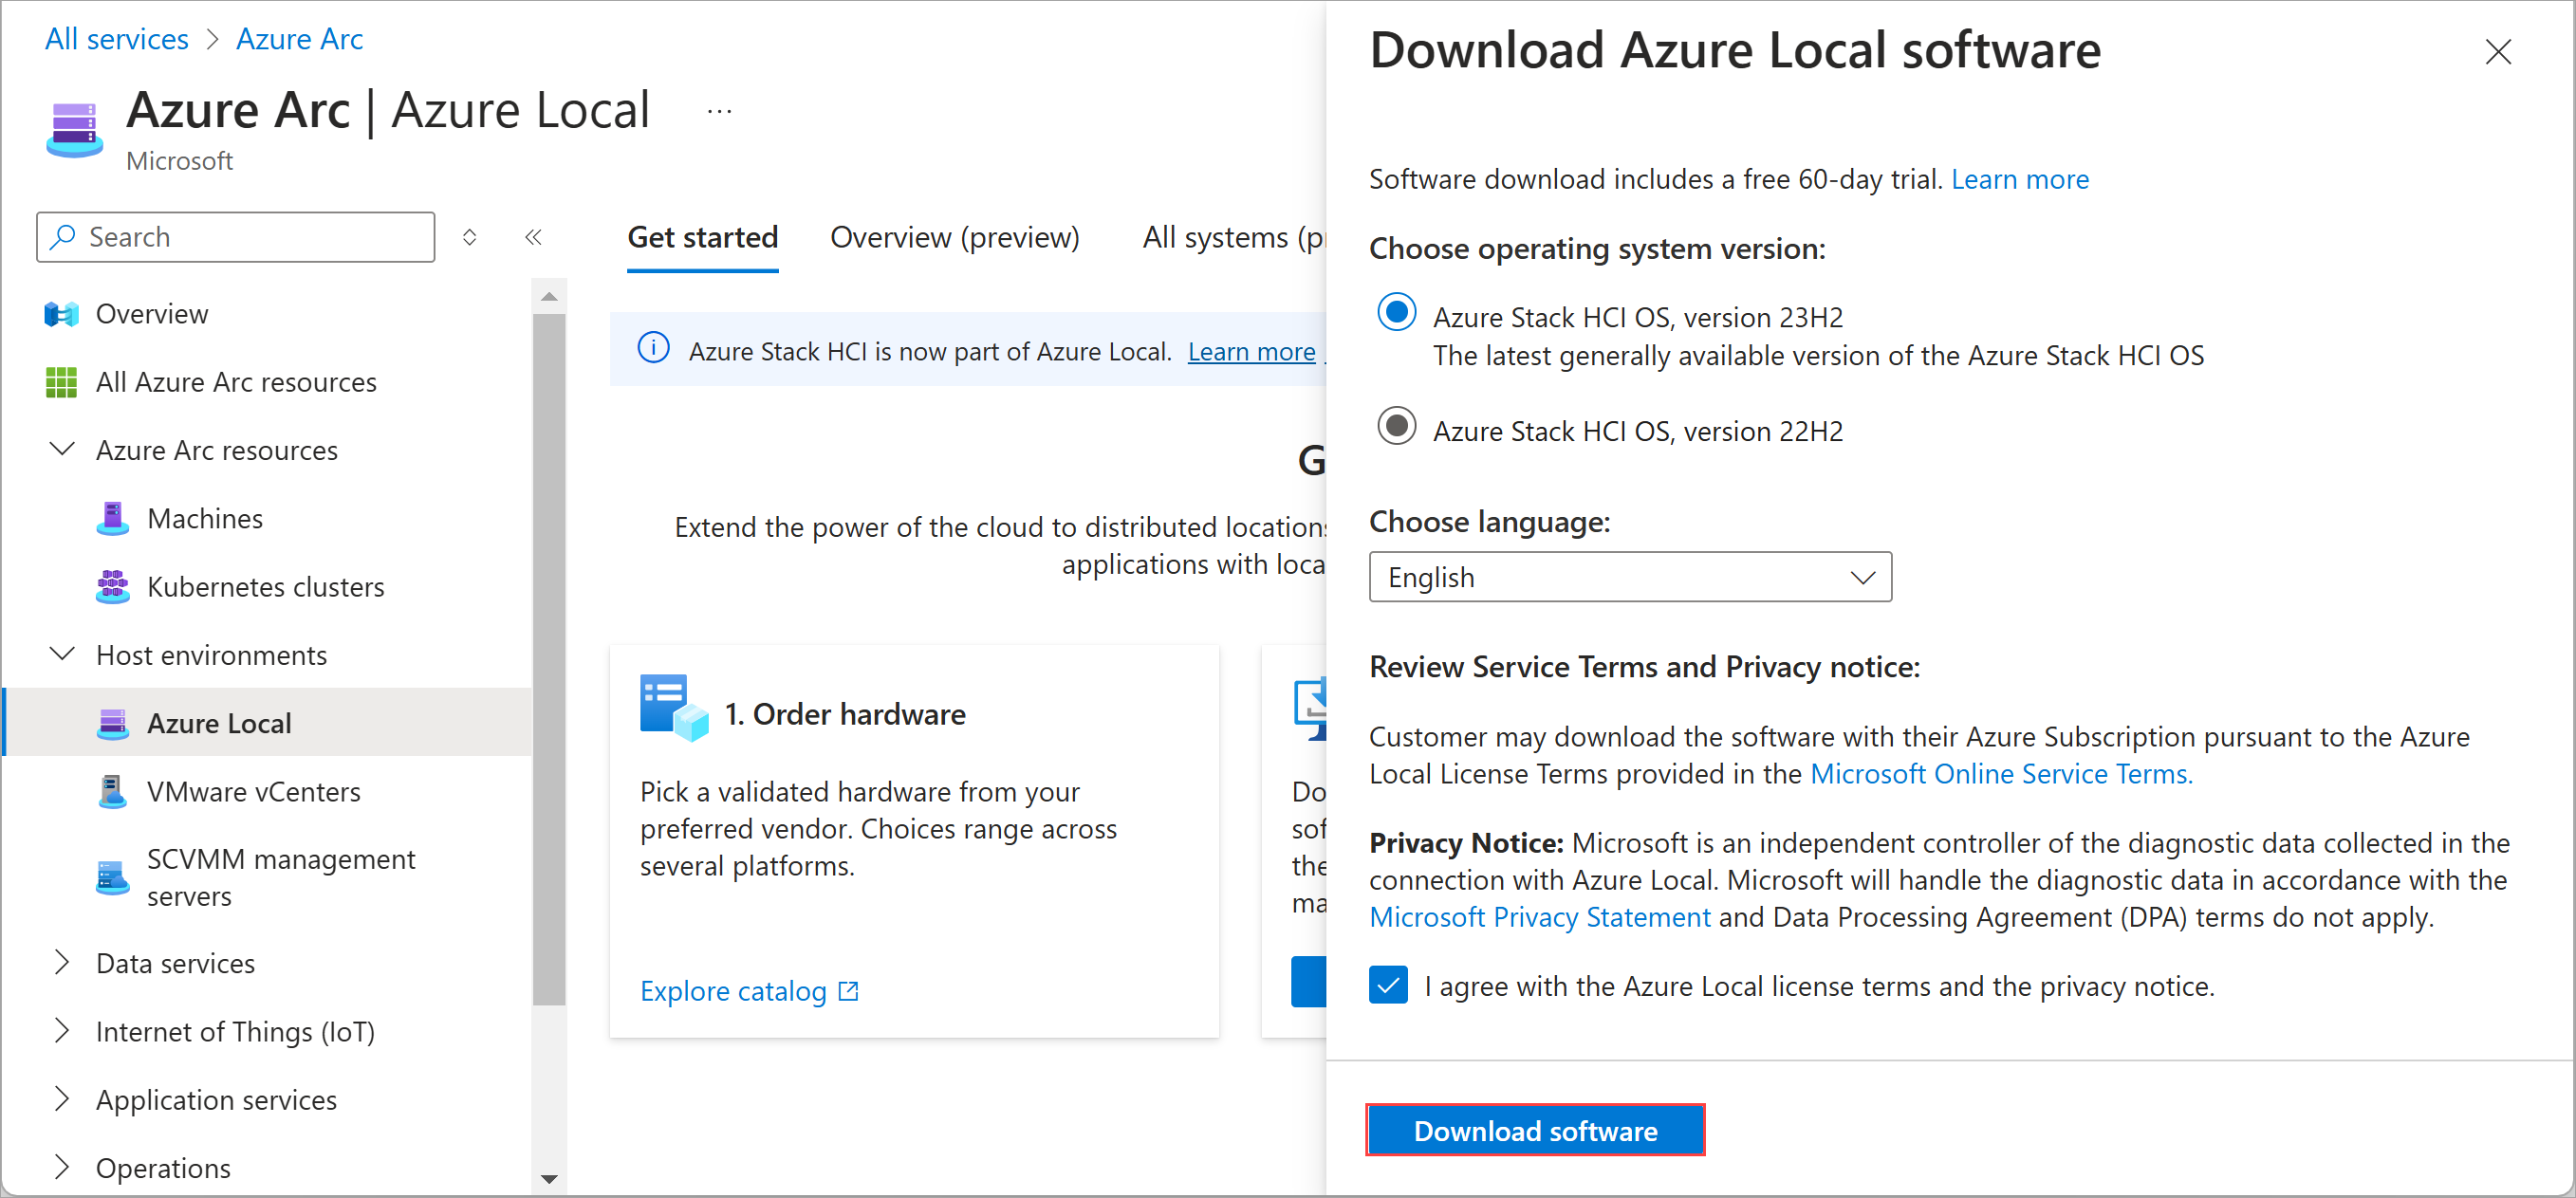 All services > Azure Arc
Azure Arc | Azure Local ...
Microsoft
Search
Overview
All Azure Arc resources
Azure Arc resources
Machines
Kubernetes clusters
Host environments
Azure Local
VMware vCenters
SCVMM management
servers
Data services
Internet of Things (IoT)
Application services
Operations
Get started
Overview (preview)
All systems (p
Azure Stack HCI is now part of Azure Local. Learn more
G
Extend the power of the cloud to distributed locations
applications with loca
1. Order hardware
Pick a validated hardware from your
preferred vendor. Choices range across
several platforms.
Explore catalog
Do
sof
the
ma
Download Azure Local software
Software download includes a free 60-day trial. Learn more
Choose operating system version:
Azure Stack HCI OS, version 23H2
The latest generally available version of the Azure Stack HCI OS
Azure Stack HCI OS, version 22H2
Choose language:
English
Review Service Terms and Privacy notice:
Customer may download the software with their Azure Subscription pursuant to the Azure
Local License Terms provided in the Microsoft Online Service Terms.
Privacy Notice: Microsoft is an independent controller of the diagnostic data collected in the
connection with Azure Local. Microsoft will handle the diagnostic data in accordance with the
Microsoft Privacy Statement and Data Processing Agreement (DPA) terms do not apply.
I agree with the Azure Local license terms and the privacy notice.
Download software